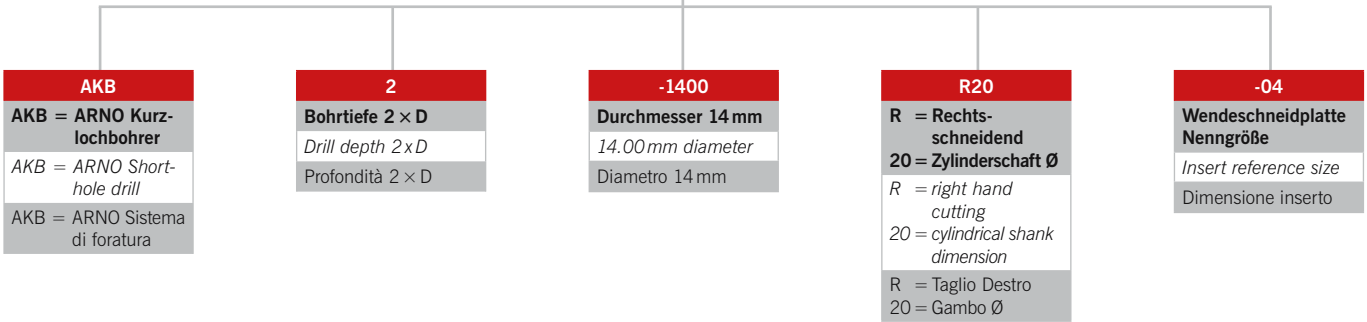 AKB
AKB = ARNO Kurz-
lochbohrer
AKB = ARNO Short-
hole drill
AKB = ARNO Sistema
di foratura
2
Bohrtiefe 2 × D
Drill depth 2 x D
Profondità 2 × D
-1400
Durchmesser 14 mm
14.00 mm diameter
Diametro 14 mm
R20
R = Rechts-
schneidend
20 = Zylinderschaft Ø
R = right hand
cutting
20 = cylindrical shank
dimension
R = Taglio Destro
20 = Gambo Ø
-04
Wendeschneidplatte
Nenngröße
Insert reference size
Dimensione inserto